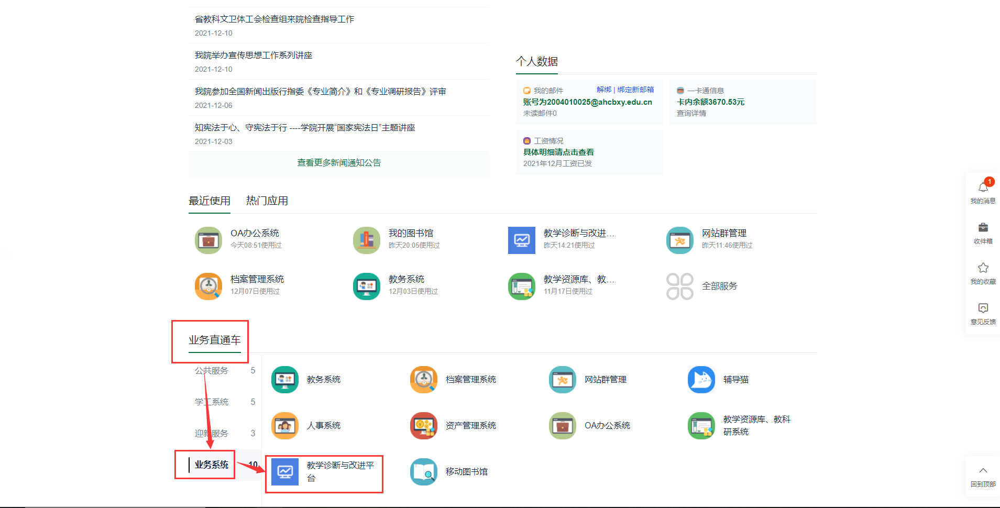 省教科文卫体工会检查组来院检查指导工作
2021-12-10
我院举办宣传思想工作系列讲座
2021-12-10
我院参加全国新闻出版行指委《专业简介》和《专业调研报告》评审
2021-12-06
知宪法于心、守宪法于行 ----学院开展“国家宪法日”主题讲座
2021-12-03
查看更多新闻通知公告
个人数据
我的邮件 解绑 | 绑定新邮箱
账号为2004010025@ahcbxy.edu.cn
未读邮件0
一卡通信息
卡内余额3670.53元
查询详情
工资情况
具体明细请点击查看
2021年12月工资已发
最近使用 热门应用
OA办公系统
今天08:51使用过
我的图书馆
昨天20:05使用过
教学诊断与改进...
昨天14:21使用过
网站群管理
昨天11:46使用过
档案管理系统
12月07日使用过
教务系统
12月03日使用过
教学资源库、教...
11月17日使用过
全部服务
业务直通车
公共服务 5
学工系统 5
迎新服务 3
业务系统 10
教务系统
档案管理系统
网站群管理
辅导猫
人事系统
资产管理系统
OA办公系统
教学资源库、教科
研系统
教学诊断与改进平
台
移动图书馆
1
我的消息
收件箱
我的收藏
意见反馈
回到顶部